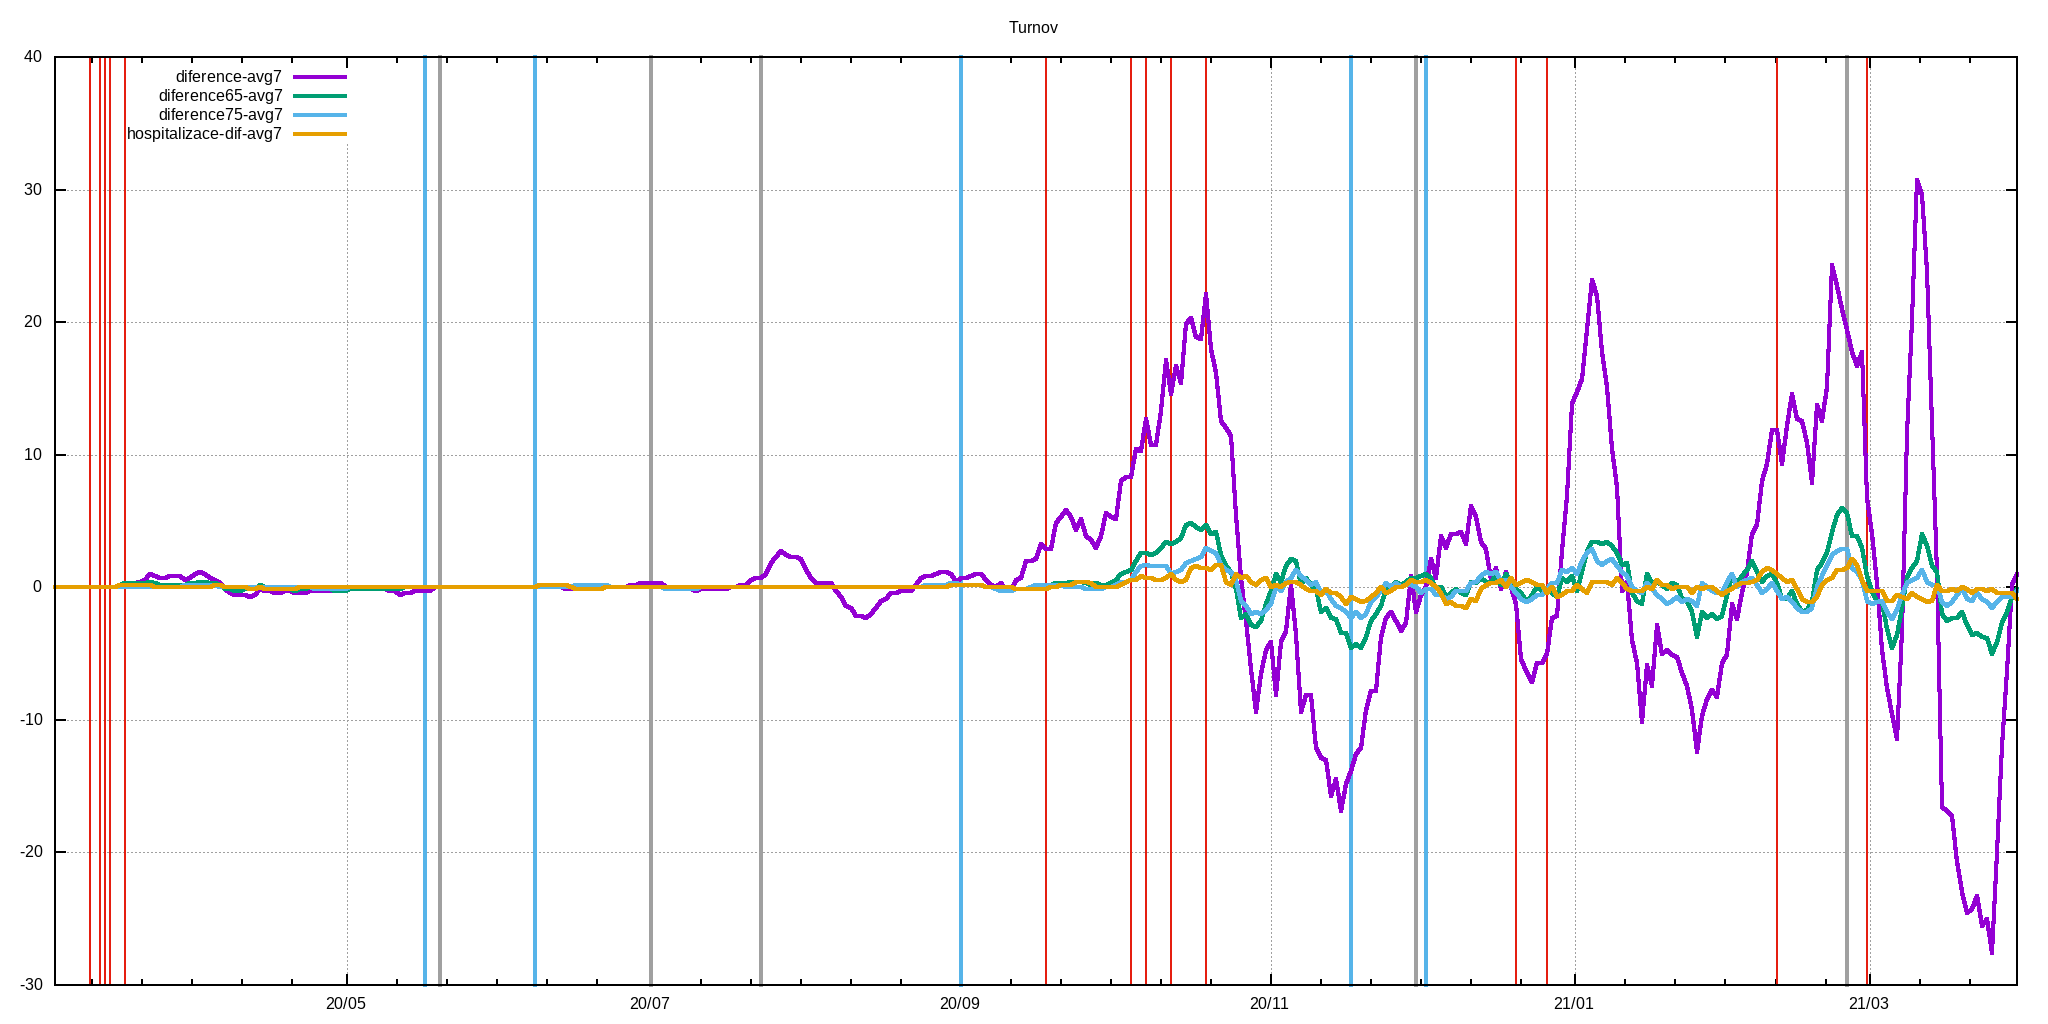 Turnov
40
diference-avg7
diference65-avg7
diference75-avg7
hospitalizace-dif-avg7
30
20
10
0
-10
-20
-30
20/05 20/07 20/09 20/11 21/01 21/03